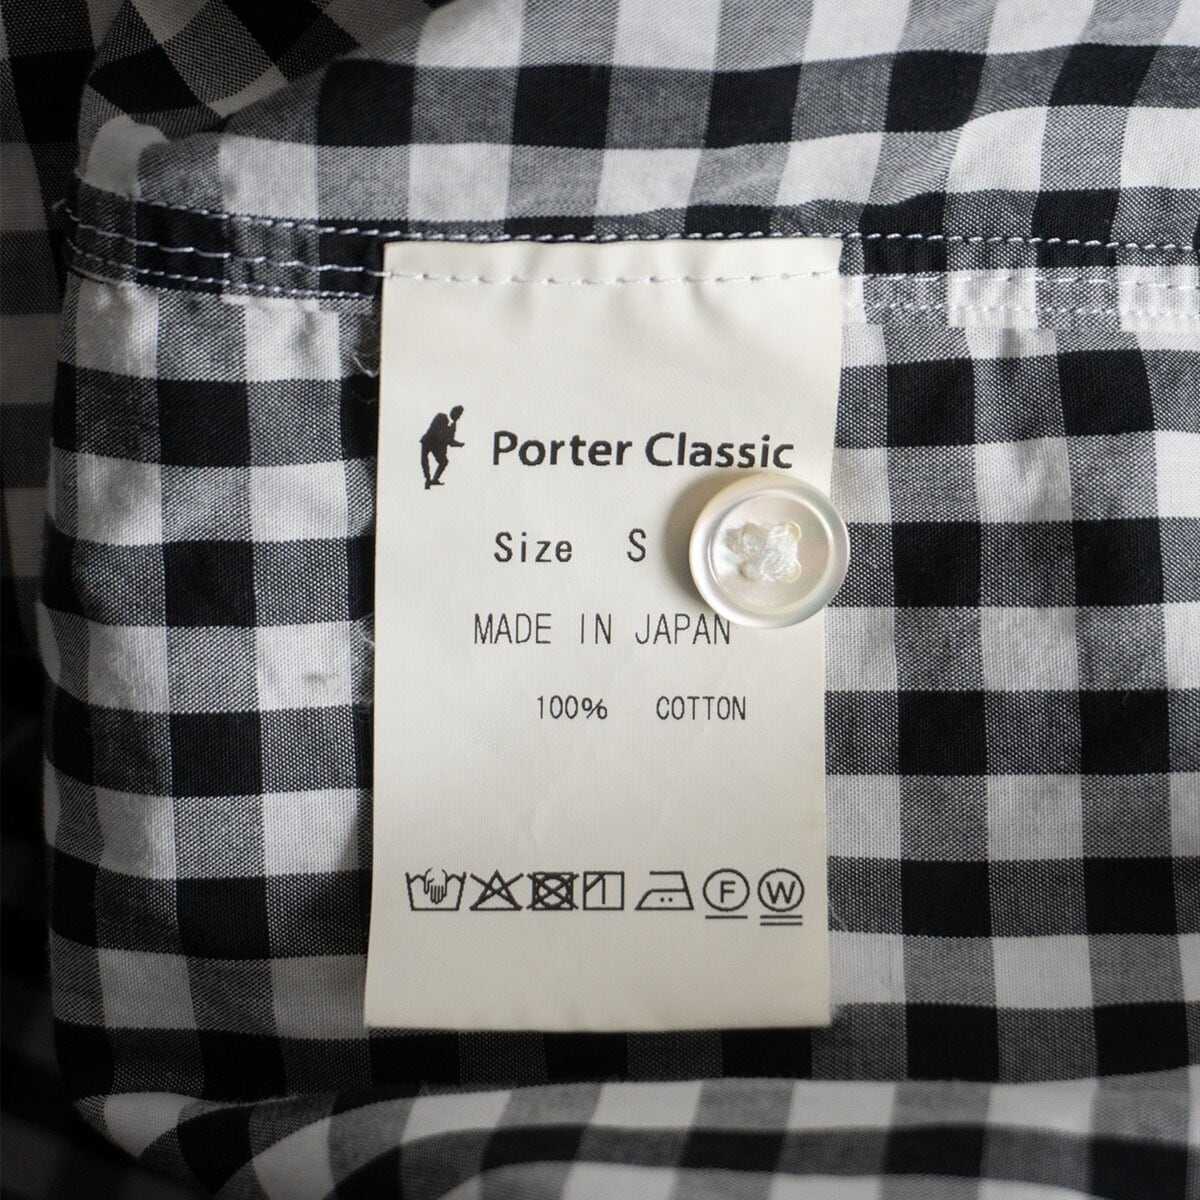 Porter Classic
Size S
MADE IN JAPAN
100% COTTON
F W